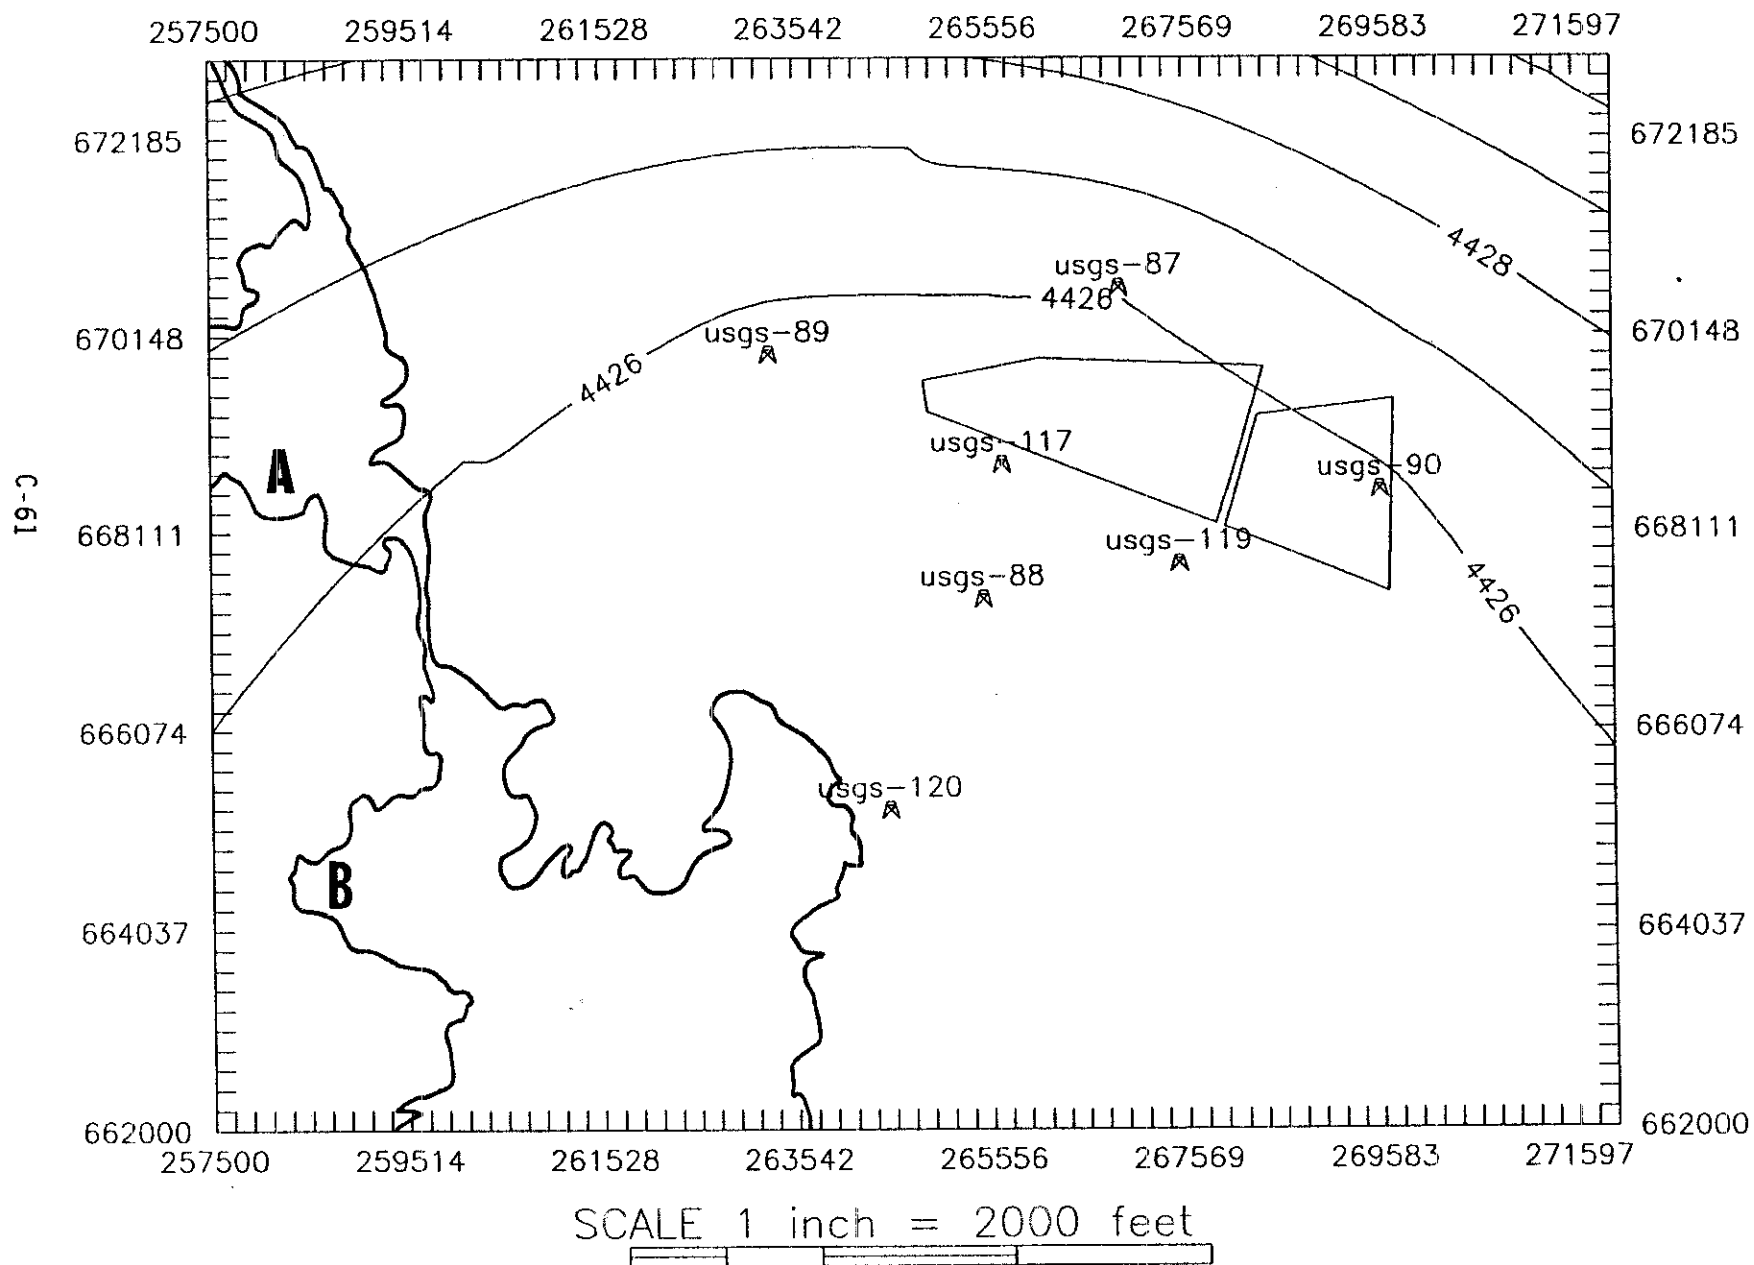 257500 259514 261528 263542 265556 267569 269583 271597
672185 672185
4428
usgs-87
4426
usgs-89
670148 670148
4426
usgs-117
A
usgs-90
C-61
668111 668111
usgs-119
usgs-88
4426
666074 666074
usgs-120
B
664037 664037
662000 662000
257500 259514 261528 263542 265556 267569 269583 271597
SCALE 1 inch = 2000 feet